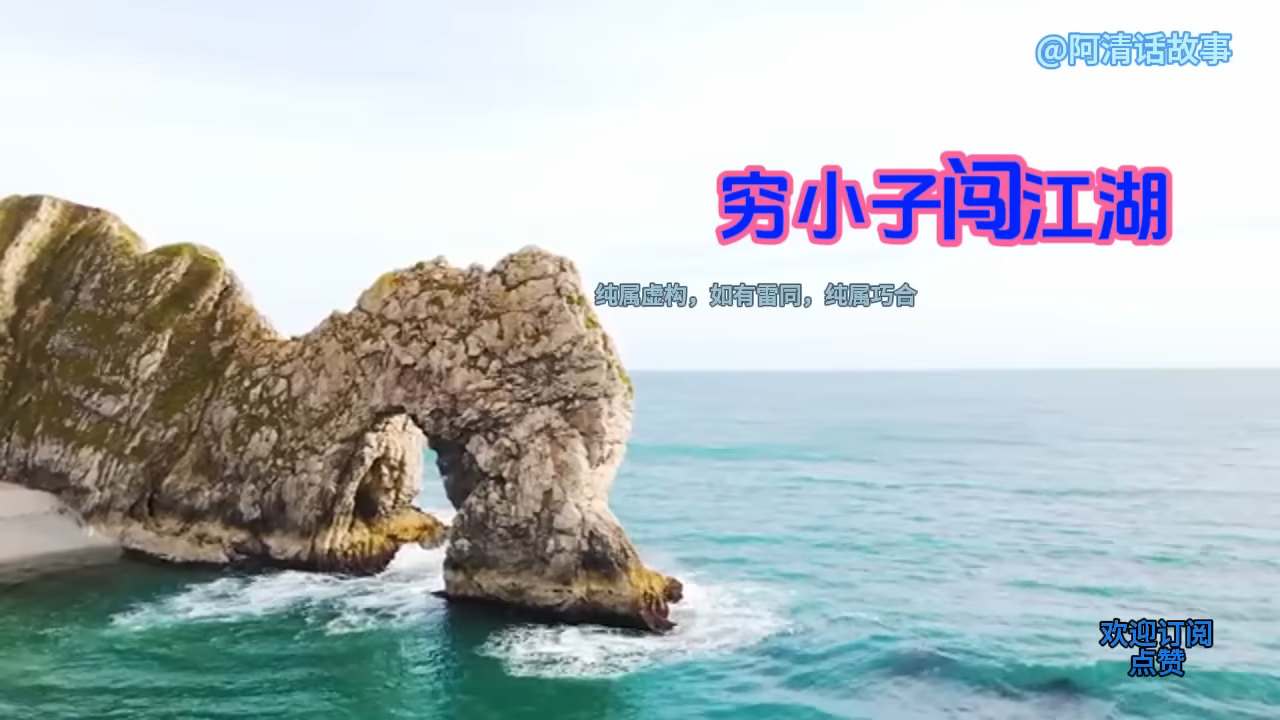 @阿清话故事
穷小子闯江湖
纯属虚构，如有雷同，纯属巧合
欢迎订阅
点赞